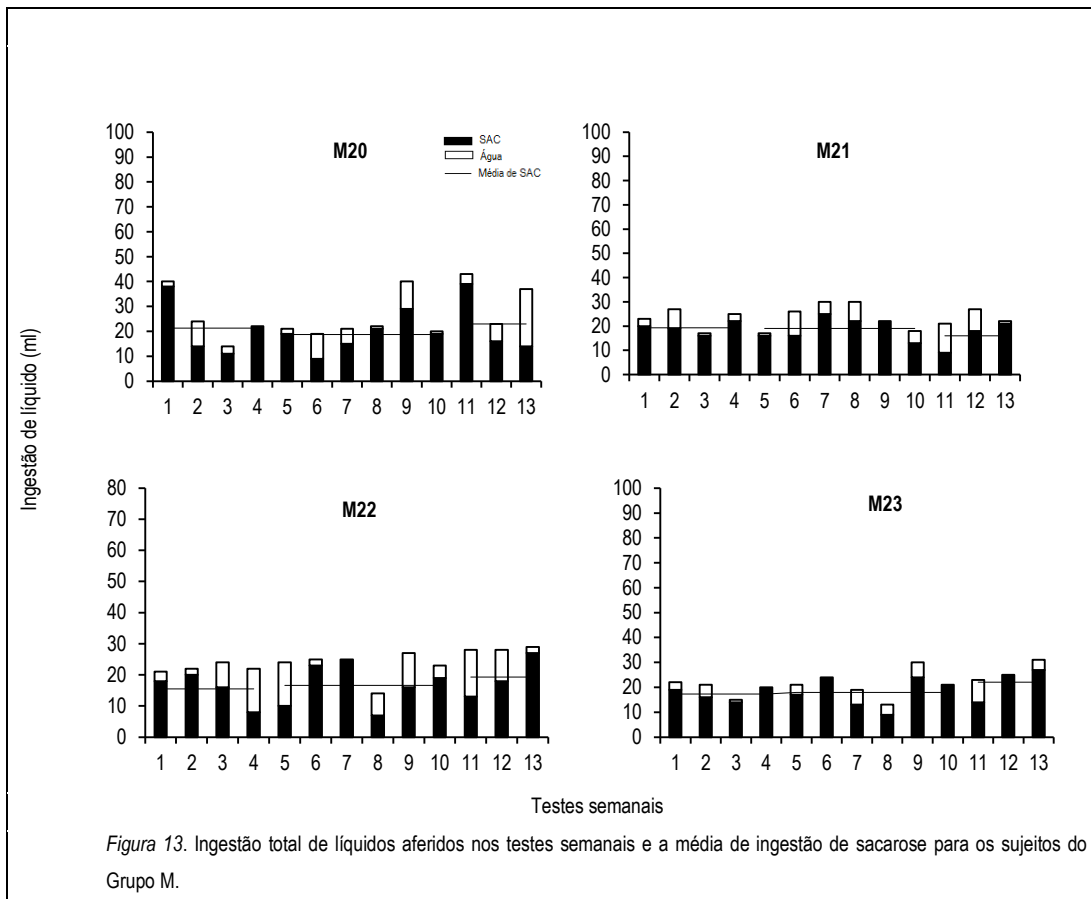 M20
SAC
Água
Média de SAC
100
90
80
70
60
50
40
30
20
10
0
1 2 3 4 5 6 7 8 9 10 11 12 13
M21
100
90
80
70
60
50
40
30
20
10
0
1 2 3 4 5 6 7 8 9 10 11 12 13
Ingestão de líquido (ml)
M22
80
70
60
50
40
30
20
10
0
1 2 3 4 5 6 7 8 9 10 11 12 13
M23
100
90
80
70
60
50
40
30
20
10
0
1 2 3 4 5 6 7 8 9 10 11 12 13
Testes semanais
Figura 13. Ingestão total de líquidos aferidos nos testes semanais e a média de ingestão de sacarose para os sujeitos do
Grupo M.